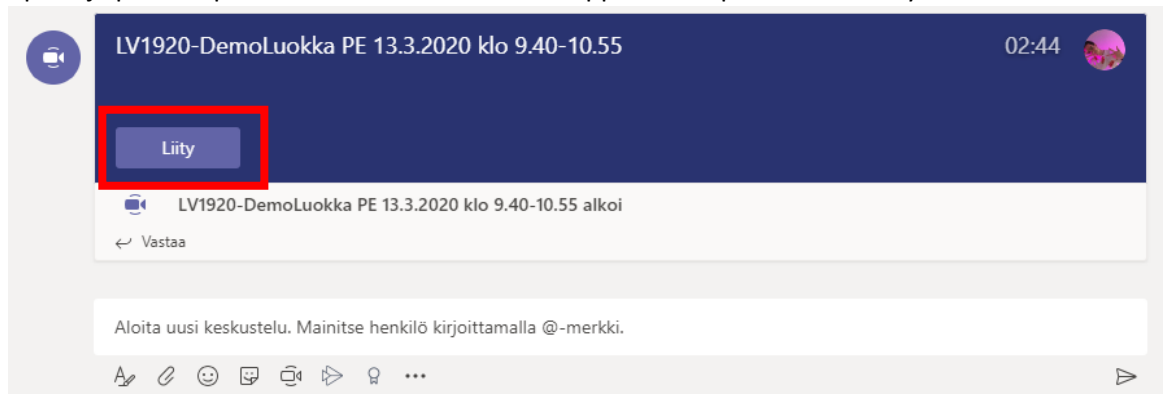 LV1920-DemoLuokka PE 13.3.2020 klo 9.40-10.55 02:44
Liity
LV1920-DemoLuokka PE 13.3.2020 klo 9.40-10.55 alkoi
Vastaa
Aloita uusi keskustelu. Mainitse henkilö kirjoittamalla @-merkki.